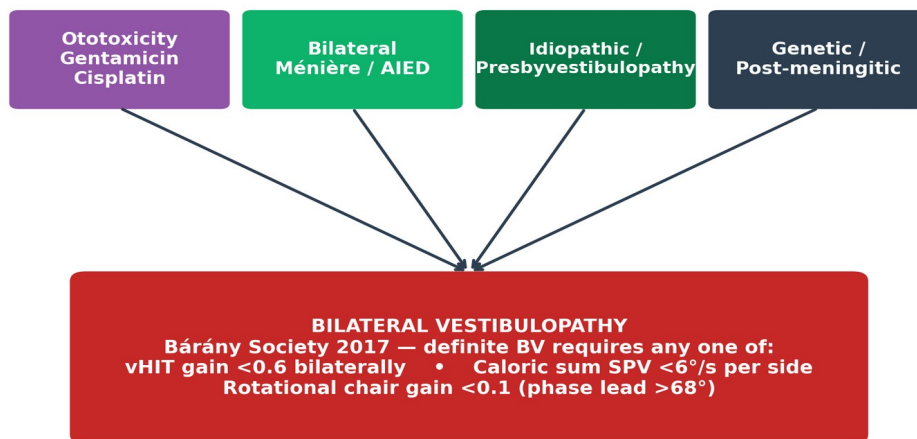 Ototoxicity
Gentamicin
Cisplatin
Bilateral
Ménière / AIED
Idiopathic /
Presbyvestibulopathy
Genetic /
Post-meningitic
BILATERAL VESTIBULOPATHY
Bárány Society 2017 — definite BV requires any one of:
vHIT gain <0.6 bilaterally • Caloric sum SPV <6°/s per side
Rotational chair gain <0.1 (phase lead >68°)